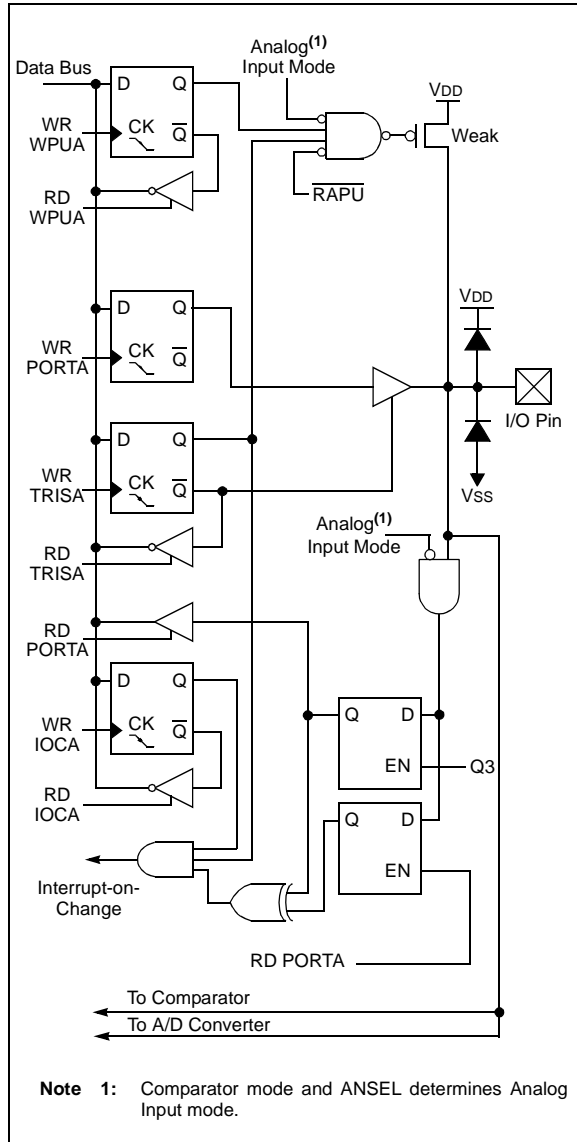 Analog(1)
Input Mode
Data Bus
D Q
VDD
WR
WPUA
CK Q
Weak
RD
WPUA
RAPU
D Q
VDD
WR
PORTA
CK Q
I/O Pin
D Q
WR
TRISA
CK Q
VSS
Analog(1)
Input Mode
RD
TRISA
RD
PORTA
D Q
Q D
WR
IOCA
CK Q
EN
Q3
RD
IOCA
Q D
EN
Interrupt-on-
Change
RD PORTA
To Comparator
To A/D Converter
Note 1: Comparator mode and ANSEL determines Analog
Input mode.